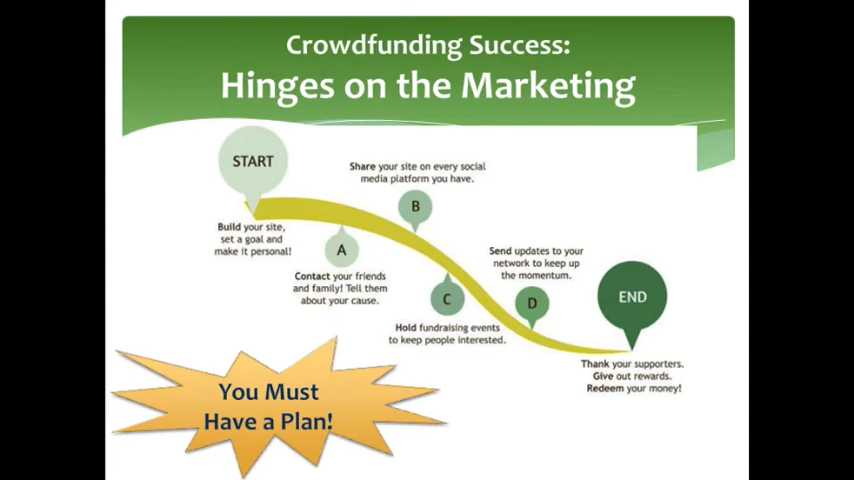 Crowdfunding Success:
Hinges on the Marketing
START
Build your site,
set a goal and
make it personal!
A
Contact your friends
and family! Tell them
about your cause.
Share your site on every social
media platform you have.
B
C
Hold fundraising events
to keep people interested.
Send updates to your
network to keep up
the momentum.
D
END
Thank your supporters.
Give out rewards.
Redeem your money!
You Must
Have a Plan!